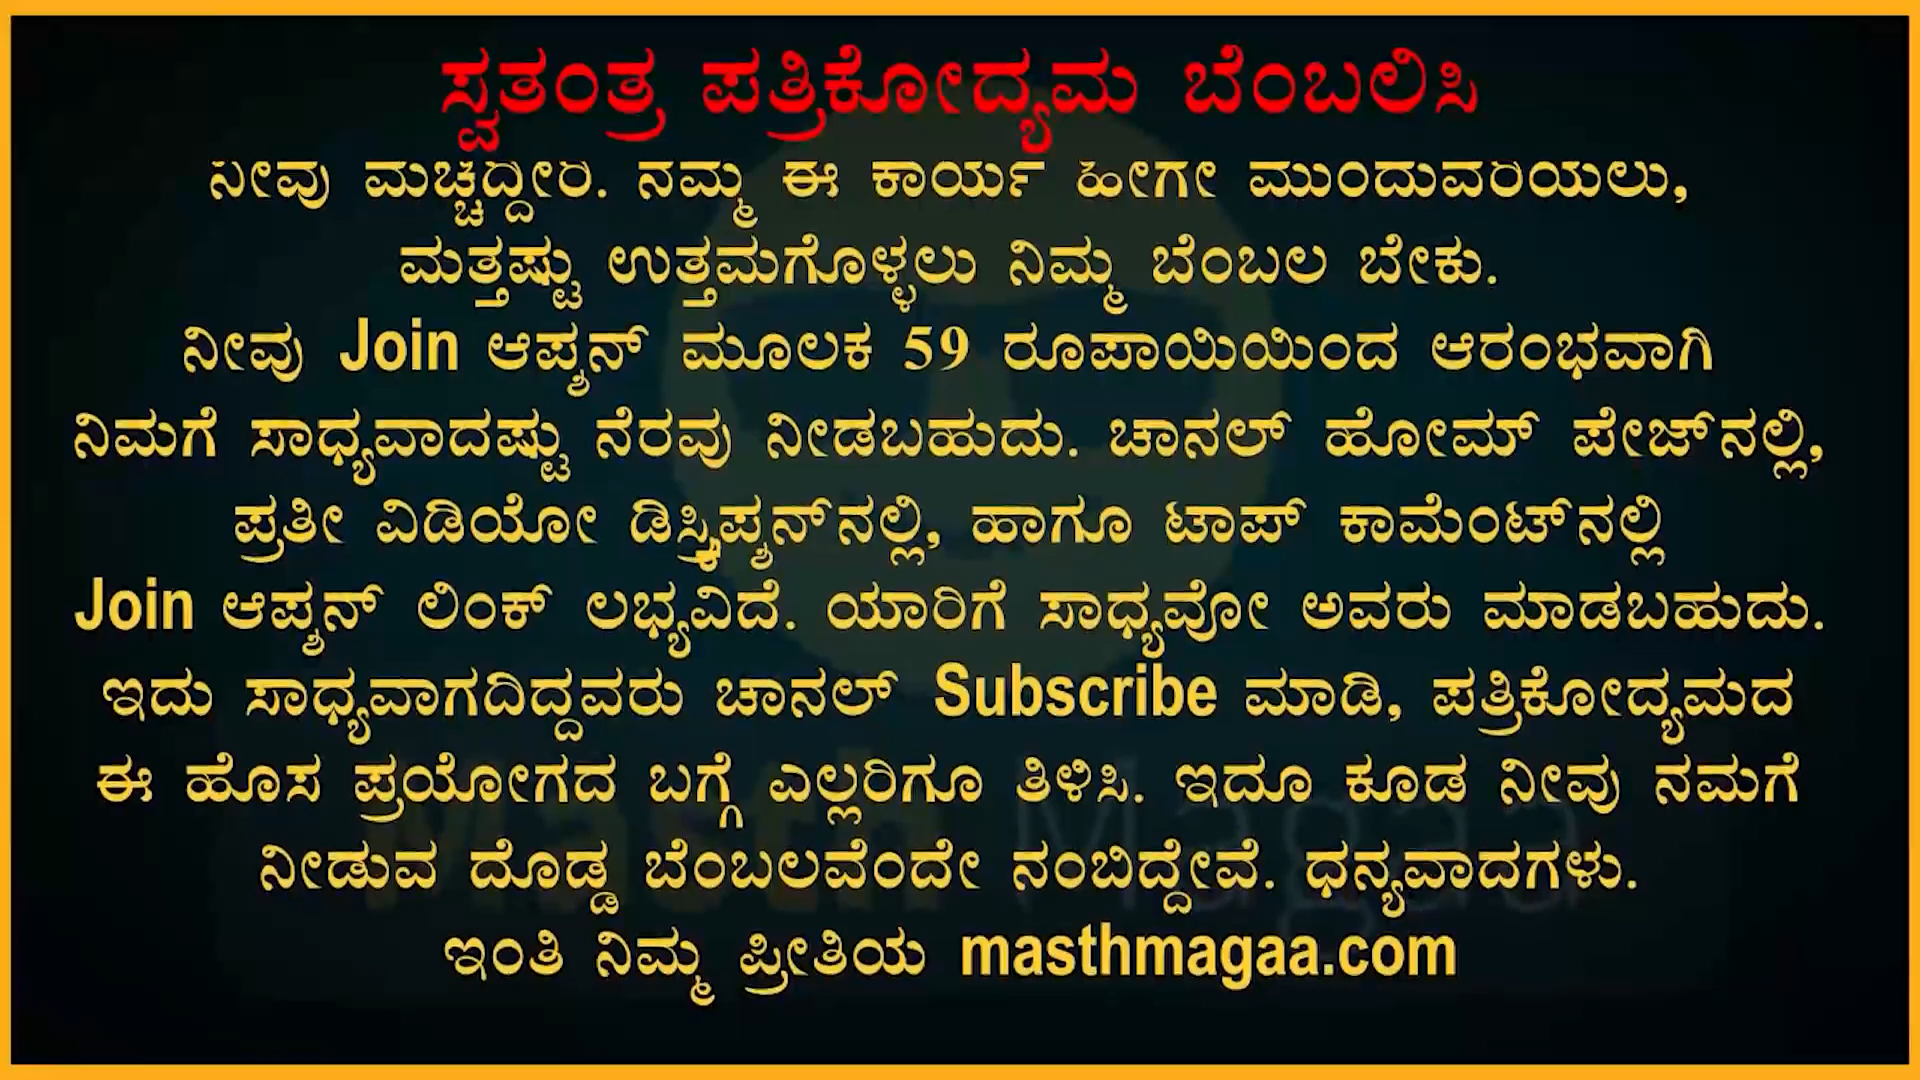 ಸ್ವತಂತ್ರ ಪತ್ರಿಕೋದ್ಯಮ ಬೆಂಬಲಿಸಿ
ನೀವು ಮೆಚ್ಚಿದ್ದೀರಿ. ನಮ್ಮ ಈ ಕಾರ್ಯ ಹೀಗೇ ಮುಂದುವರಿಯಲು,
ಮತ್ತಷ್ಟು ಉತ್ತಮಗೊಳ್ಳಲು ನಿಮ್ಮ ಬೆಂಬಲ ಬೇಕು.
ನೀವು Join ಆಪ್ಶನ್ ಮೂಲಕ 59 ರೂಪಾಯಿಯಿಂದ ಆರಂಭವಾಗಿ
ನಿಮಗೆ ಸಾಧ್ಯವಾದಷ್ಟು ನೆರವು ನೀಡಬಹುದು. ಚಾನಲ್ ಹೋಮ್ ಪೇಜ್‌ನಲ್ಲಿ,
ಪ್ರತೀ ವಿಡಿಯೋ ಡಿಸ್ಕ್ರಿಪ್ಶನ್‌ನಲ್ಲಿ, ಹಾಗೂ ಟಾಪ್ ಕಾಮೆಂಟ್‌ನಲ್ಲಿ
Join ಆಪ್ಶನ್ ಲಿಂಕ್ ಲಭ್ಯವಿದೆ. ಯಾರಿಗೆ ಸಾಧ್ಯವೋ ಅವರು ಮಾಡಬಹುದು.
ಇದು ಸಾಧ್ಯವಾಗದಿದ್ದವರು ಚಾನಲ್ Subscribe ಮಾಡಿ, ಪತ್ರಿಕೋದ್ಯಮದ
ಈ ಹೊಸ ಪ್ರಯೋಗದ ಬಗ್ಗೆ ಎಲ್ಲರಿಗೂ ತಿಳಿಸಿ. ಇದೂ ಕೂಡ ನೀವು ನಮಗೆ
ನೀಡುವ ದೊಡ್ಡ ಬೆಂಬಲವೆಂದೇ ನಂಬಿದ್ದೇವೆ. ಧನ್ಯವಾದಗಳು.
ಇಂತಿ ನಿಮ್ಮ ಪ್ರೀತಿಯ masthmagaa.com
Masth Magaa